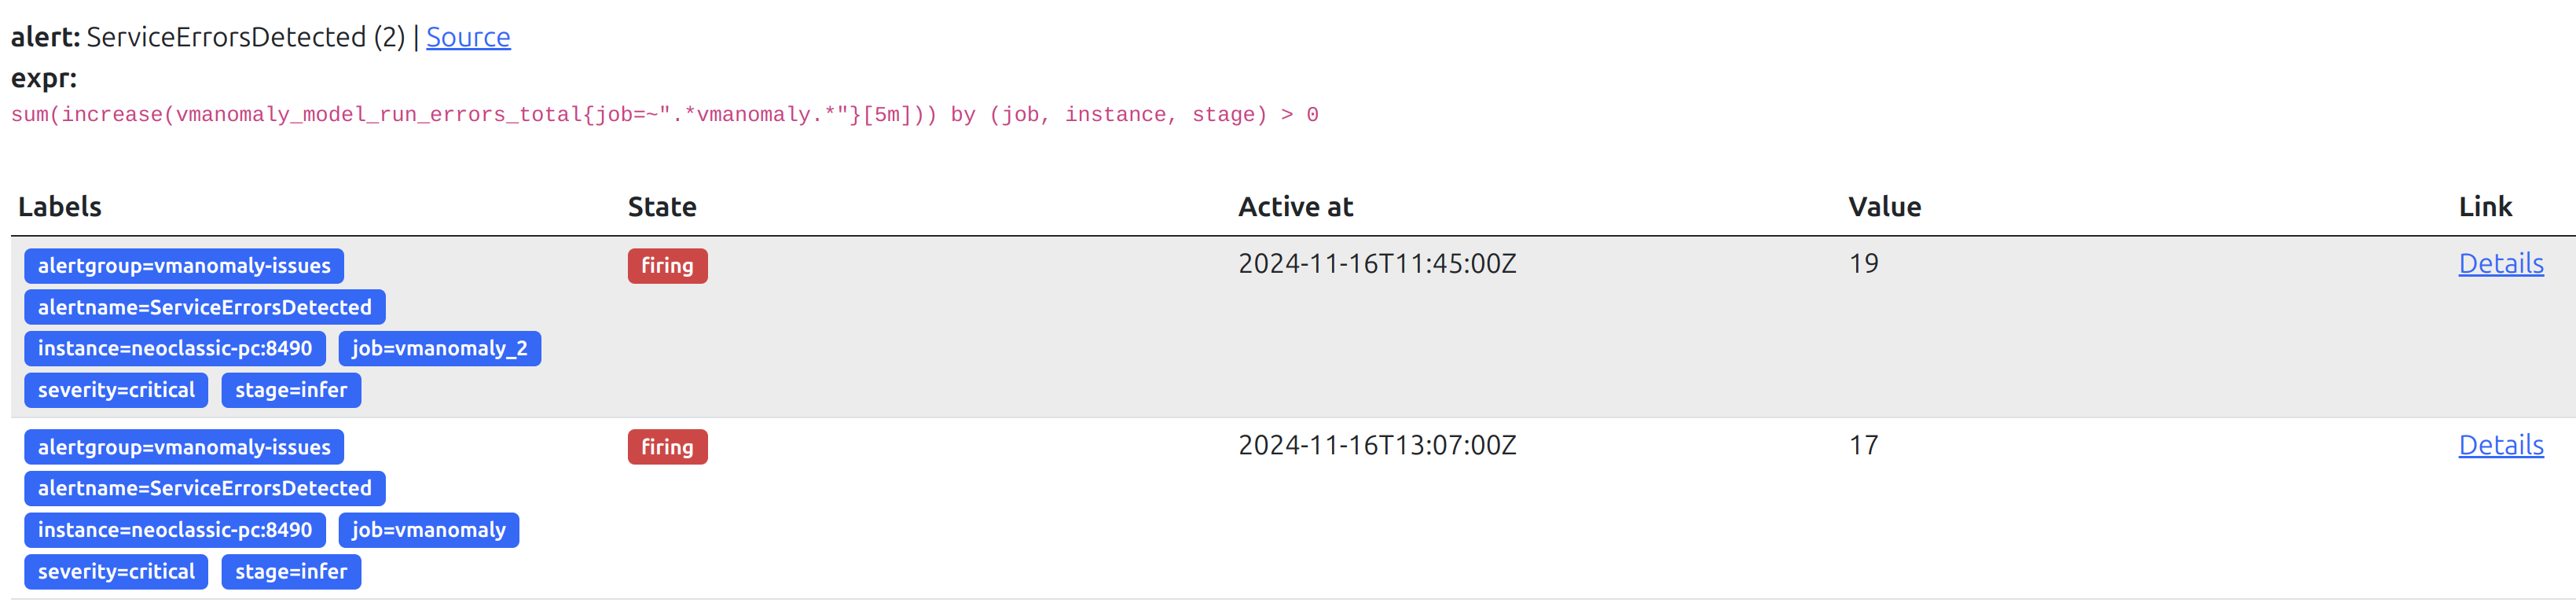 alert: ServiceErrorsDetected (2) | Source
expr:
sum(increase(vmanomaly_model_run_errors_total{job=~".*vmanomaly.*"}[5m])) by (job, instance, stage) > 0
Labels State Active at Value Link
alertgroup=vmanomaly-issues firing 2024-11-16T11:45:00Z 19 Details
alertname=ServiceErrorsDetected
instance=neoclassic-pc:8490 job=vmanomaly_2
severity=critical stage=infer
alertgroup=vmanomaly-issues firing 2024-11-16T13:07:00Z 17 Details
alertname=ServiceErrorsDetected
instance=neoclassic-pc:8490 job=vmanomaly
severity=critical stage=infer